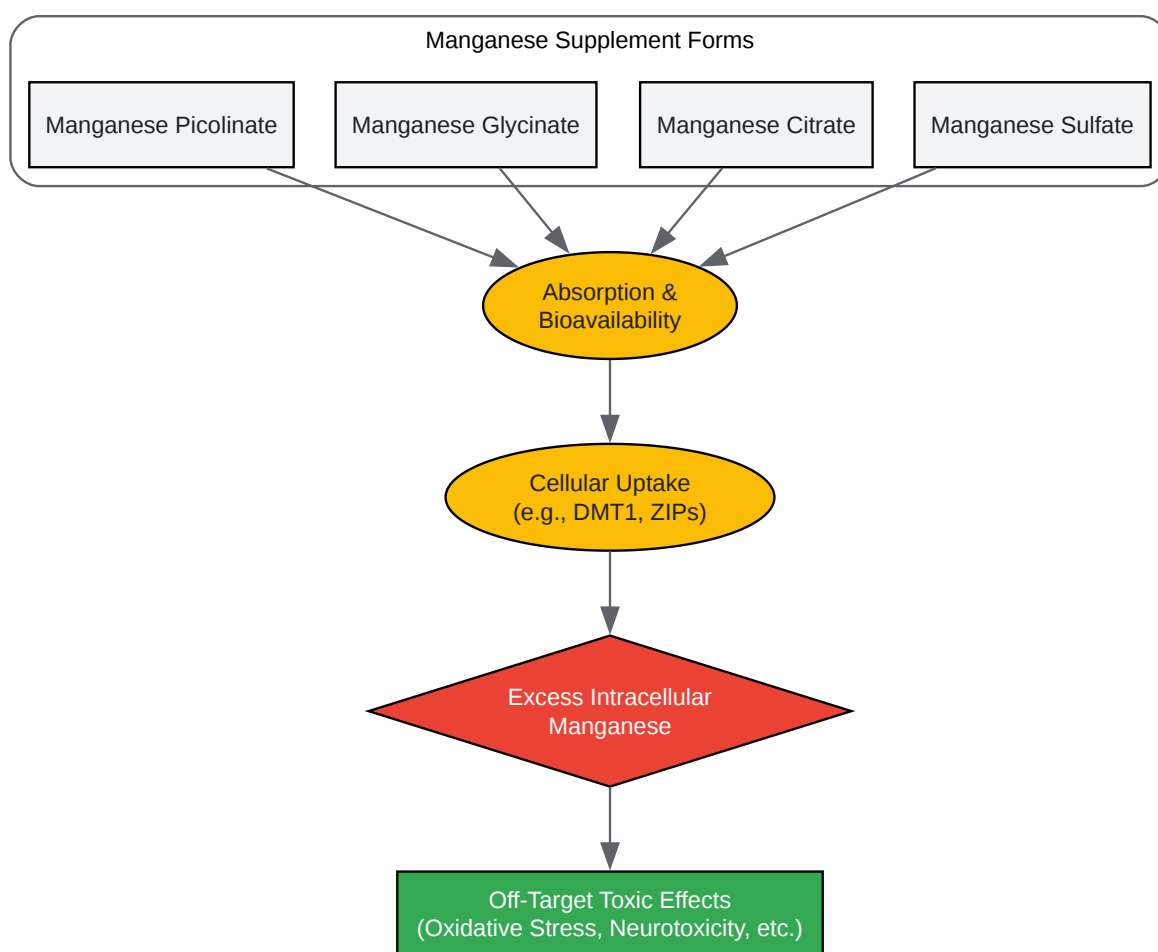 Manganese Supplement Forms
Manganese Picolinate
Manganese Glycinate
Manganese Citrate
Manganese Sulfate
Absorption &
Bioavailability
Cellular Uptake
(e.g., DMT1, ZIPs)
Excess Intracellular
Manganese
Off-Target Toxic Effects
(Oxidative Stress, Neurotoxicity, etc.)